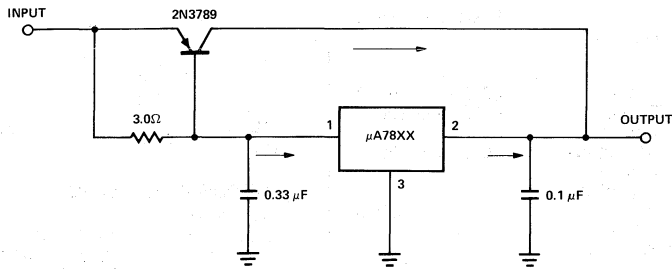 INPUT
2N3789
3.0Ω
1
μA78XX
2
OUTPUT
3
0.33 μF
0.1 μF